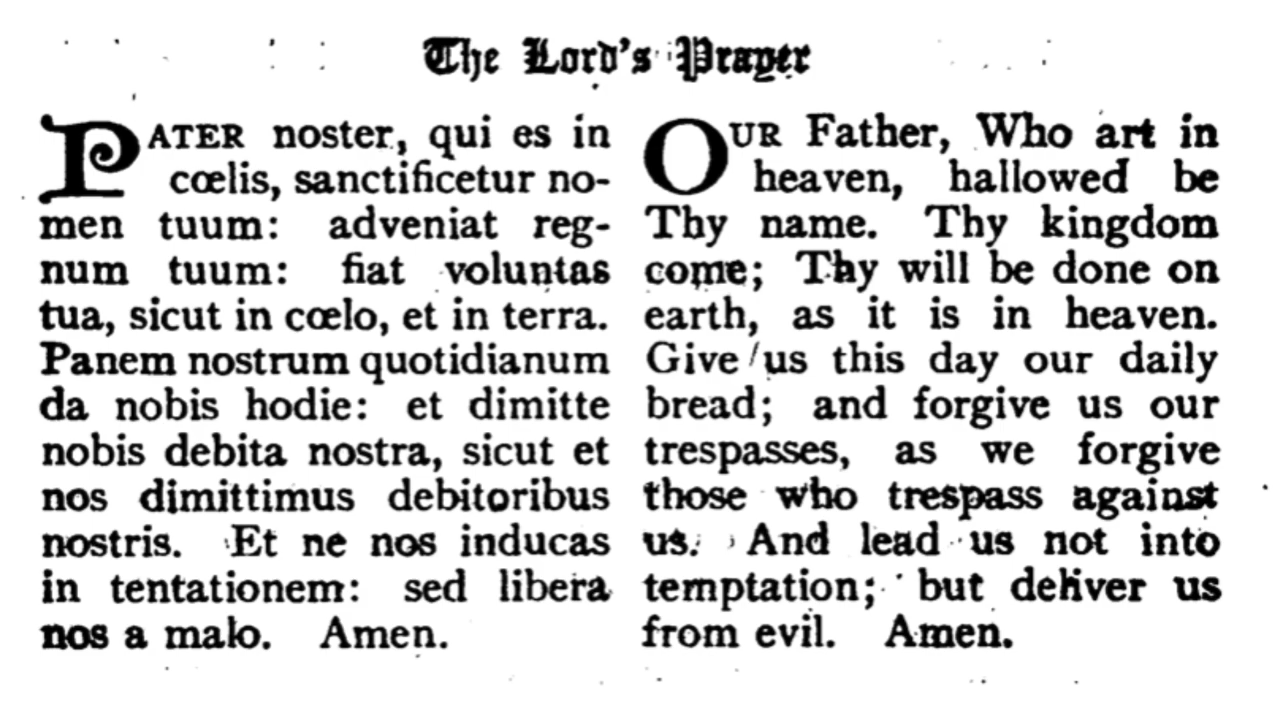 The Lord's Prayer
PATER noster, qui es in
cœlis, sanctificetur no-
men tuum: adveniat reg-
num tuum: fiat voluntas
tua, sicut in cœlo, et in terra.
Panem nostrum quotidianum
da nobis hodie: et dimitte
nobis debita nostra, sicut et
nos dimittimus debitoribus
nostris. Et ne nos inducas
in tentationem: sed libera
nos a malo. Amen.
OUR Father, Who art in
heaven, hallowed be
Thy name. Thy kingdom
come; Thy will be done on
earth, as it is in heaven.
Give us this day our daily
bread; and forgive us our
trespasses, as we forgive
those who trespass against
us. And lead us not into
temptation; but deliver us
from evil. Amen.